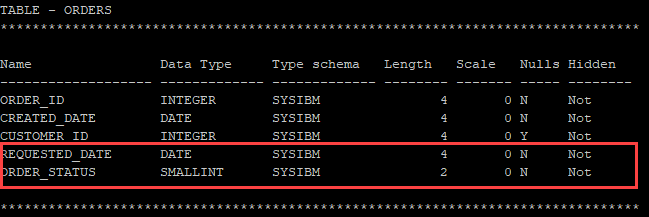 TABLE - ORDERS
********************************************************************************
Name Data Type Type schema Length Scale Nulls Hidden
------------------- ------------- ------------- -------- ------- ----- --------
ORDER_ID INTEGER SYSIBM 4 0 N Not
CREATED_DATE DATE SYSIBM 4 0 N Not
CUSTOMER_ID INTEGER SYSIBM 4 0 Y Not
REQUESTED_DATE DATE SYSIBM 4 0 N Not
ORDER_STATUS SMALLINT SYSIBM 2 0 N Not
********************************************************************************